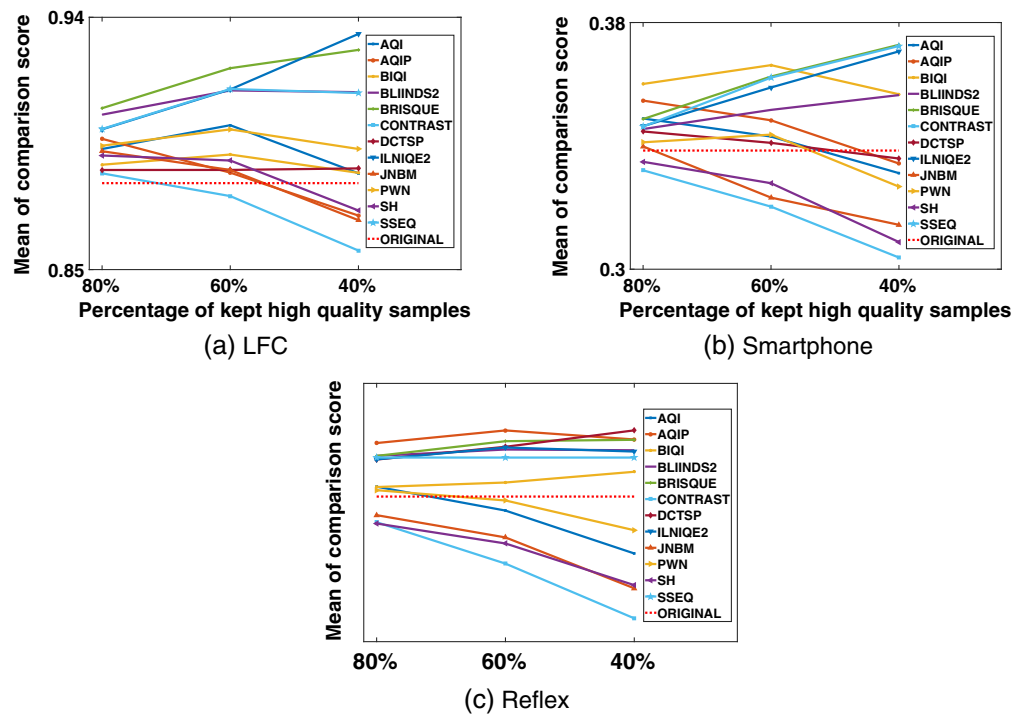 0.94
Mean of comparison score
0.85
80%
60%
40%
Percentage of kept high quality samples
AQI
AQIP
BIQI
BLIINDS2
BRISQUE
CONTRAST
DCTSP
ILNIQE2
JNBM
PWN
SH
SSEQ
ORIGINAL
(a) LFC
0.38
Mean of comparison score
0.3
80%
60%
40%
Percentage of kept high quality samples
AQI
AQIP
BIQI
BLIINDS2
BRISQUE
CONTRAST
DCTSP
ILNIQE2
JNBM
PWN
SH
SSEQ
ORIGINAL
(b) Smartphone
Mean of comparison score
80%
60%
40%
AQI
AQIP
BIQI
BLIINDS2
BRISQUE
CONTRAST
DCTSP
ILNIQE2
JNBM
PWN
SH
SSEQ
ORIGINAL
(c) Reflex